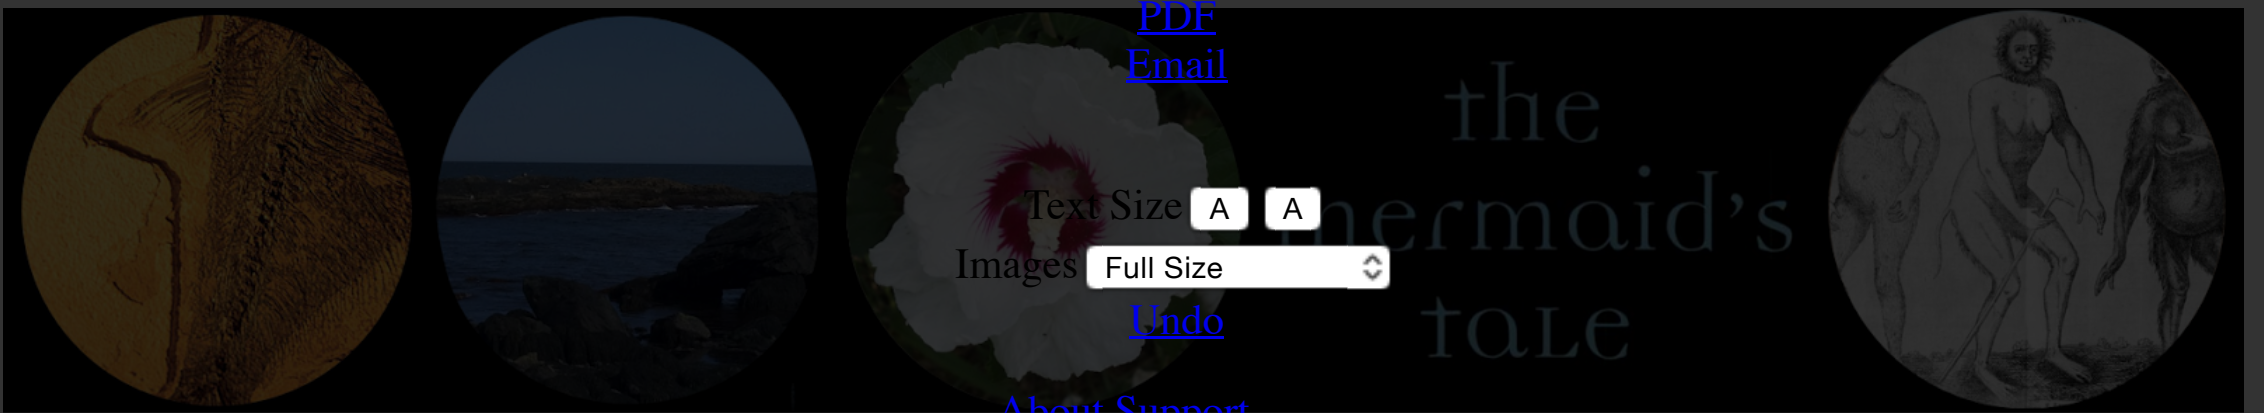 PDF
Email
the
mermaid's
tale
Text Size A A
Images Full Size
Undo
About Support